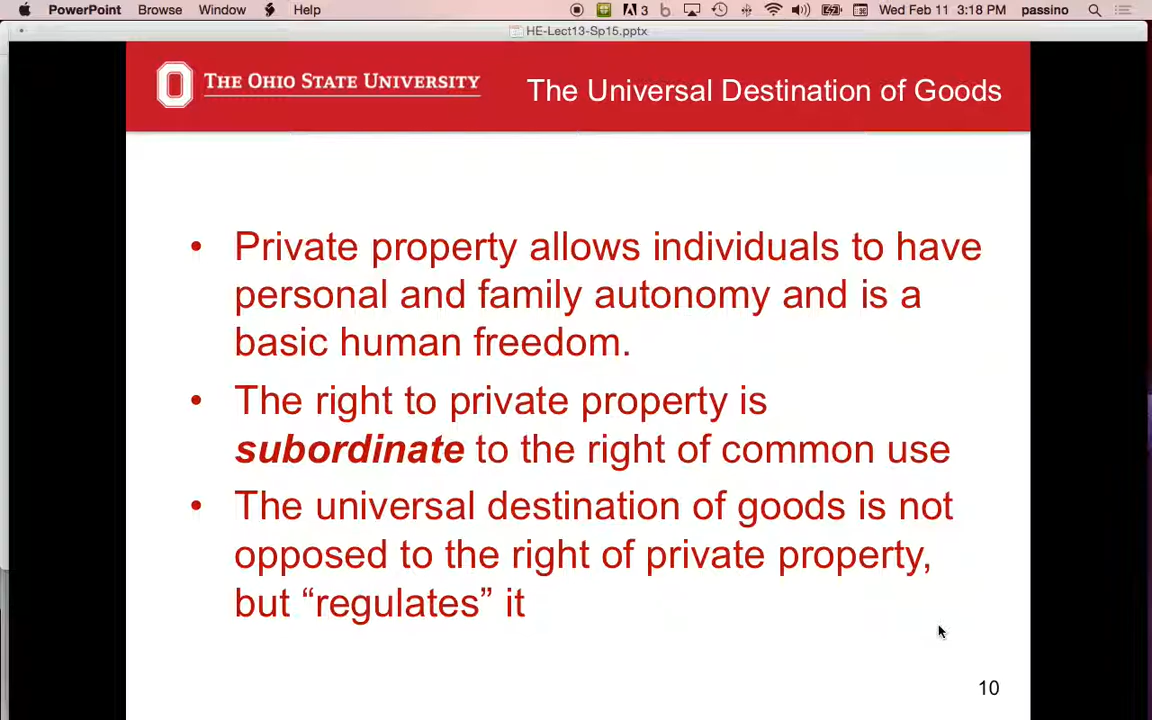 PowerPoint Browse Window Help 3 Wed Feb 11 3:18 PM passino
HE-Lect13-Sp15.pptx
THE OHIO STATE UNIVERSITY
The Universal Destination of Goods
• Private property allows individuals to have
personal and family autonomy and is a
basic human freedom.
• The right to private property is
subordinate to the right of common use
• The universal destination of goods is not
opposed to the right of private property,
but “regulates” it
10